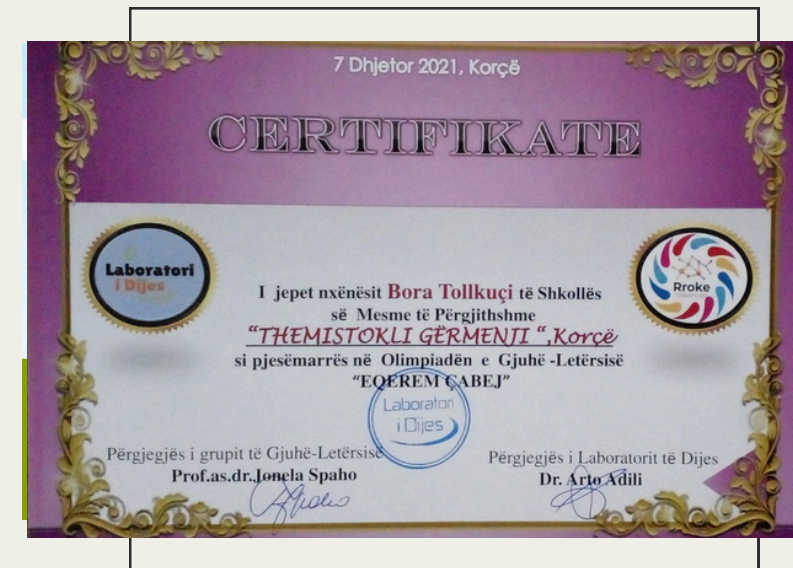 7 Dhjetor 2021, Korçë
CERTIFIKATE
Laboratori
i Dijes
Rroke
I jepet nxënësit Bora Tollkuçi të Shkollës
së Mesme të Përgjithshme
“THEMISTOKLI GËRMENJI “,Korçë
si pjesëmarrës në Olimpiadën e Gjuhë -Letërsisë
“EQEREM ÇABEJ”
Laboratori
i Dijes
Përgjegjës i grupit të Gjuhë-Letërsisë
Prof.as.dr.Jonela Spaho
Përgjegjës i Laboratorit të Dijes
Dr. Arto Adili